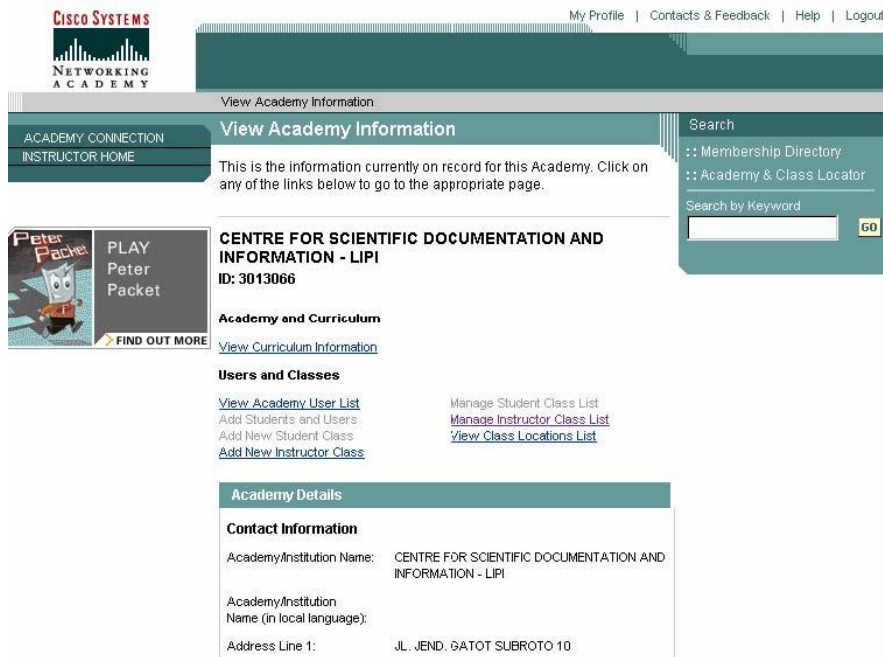 CISCO SYSTEMS
NETWORKING
ACADEMY
My Profile | Contacts & Feedback | Help | Logout
View Academy Information
ACADEMY CONNECTION
INSTRUCTOR HOME
View Academy Information
This is the information currently on record for this Academy. Click on
any of the links below to go to the appropriate page.
Search
:: Membership Directory
:: Academy & Class Locator
Search by Keyword
GO
Peter
Packet
PLAY
Peter
Packet
FIND OUT MORE
CENTRE FOR SCIENTIFIC DOCUMENTATION AND
INFORMATION - LIPI
ID: 3013066
Academy and Curriculum
View Curriculum Information
Users and Classes
View Academy User List
Add Students and Users
Add New Student Class
Add New Instructor Class
Manage Student Class List
Manage Instructor Class List
View Class Locations List
Academy Details
Contact Information
Academy/Institution Name: CENTRE FOR SCIENTIFIC DOCUMENTATION AND
INFORMATION - LIPI
Academy/Institution
Name (in local language):
Address Line 1: JL. JEND. GATOT SUBROTO 10